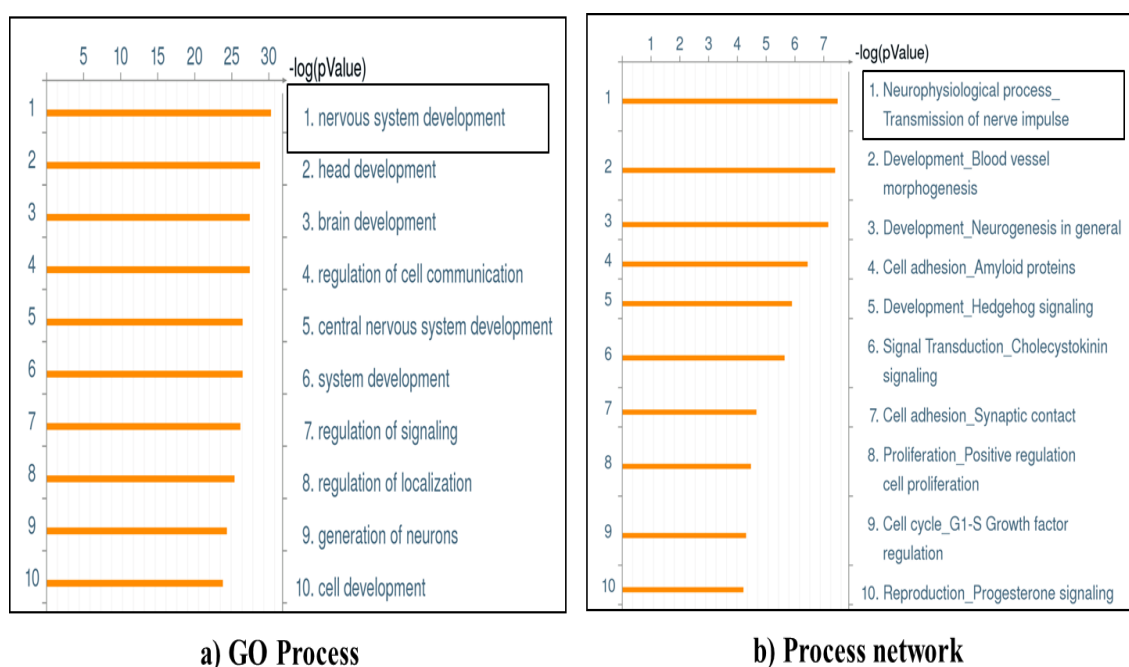 5 10 15 20 25 30
-log(pValue)
1
2
3
4
5
6
7
8
9
10
1. nervous system development
2. head development
3. brain development
4. regulation of cell communication
5. central nervous system development
6. system development
7. regulation of signaling
8. regulation of localization
9. generation of neurons
10. cell development
a) GO Process
1 2 3 4 5 6 7
-log(pValue)
1
2
3
4
5
6
7
8
9
10
1. Neurophysiological process_
Transmission of nerve impulse
2. Development_Blood vessel
morphogenesis
3. Development_Neurogenesis in general
4. Cell adhesion_Amyloid proteins
5. Development_Hedgehog signaling
6. Signal Transduction_Cholecystokinin
signaling
7. Cell adhesion_Synaptic contact
8. Proliferation_Positive regulation
cell proliferation
9. Cell cycle_G1-S Growth factor
regulation
10. Reproduction_Progesterone signaling
b) Process network